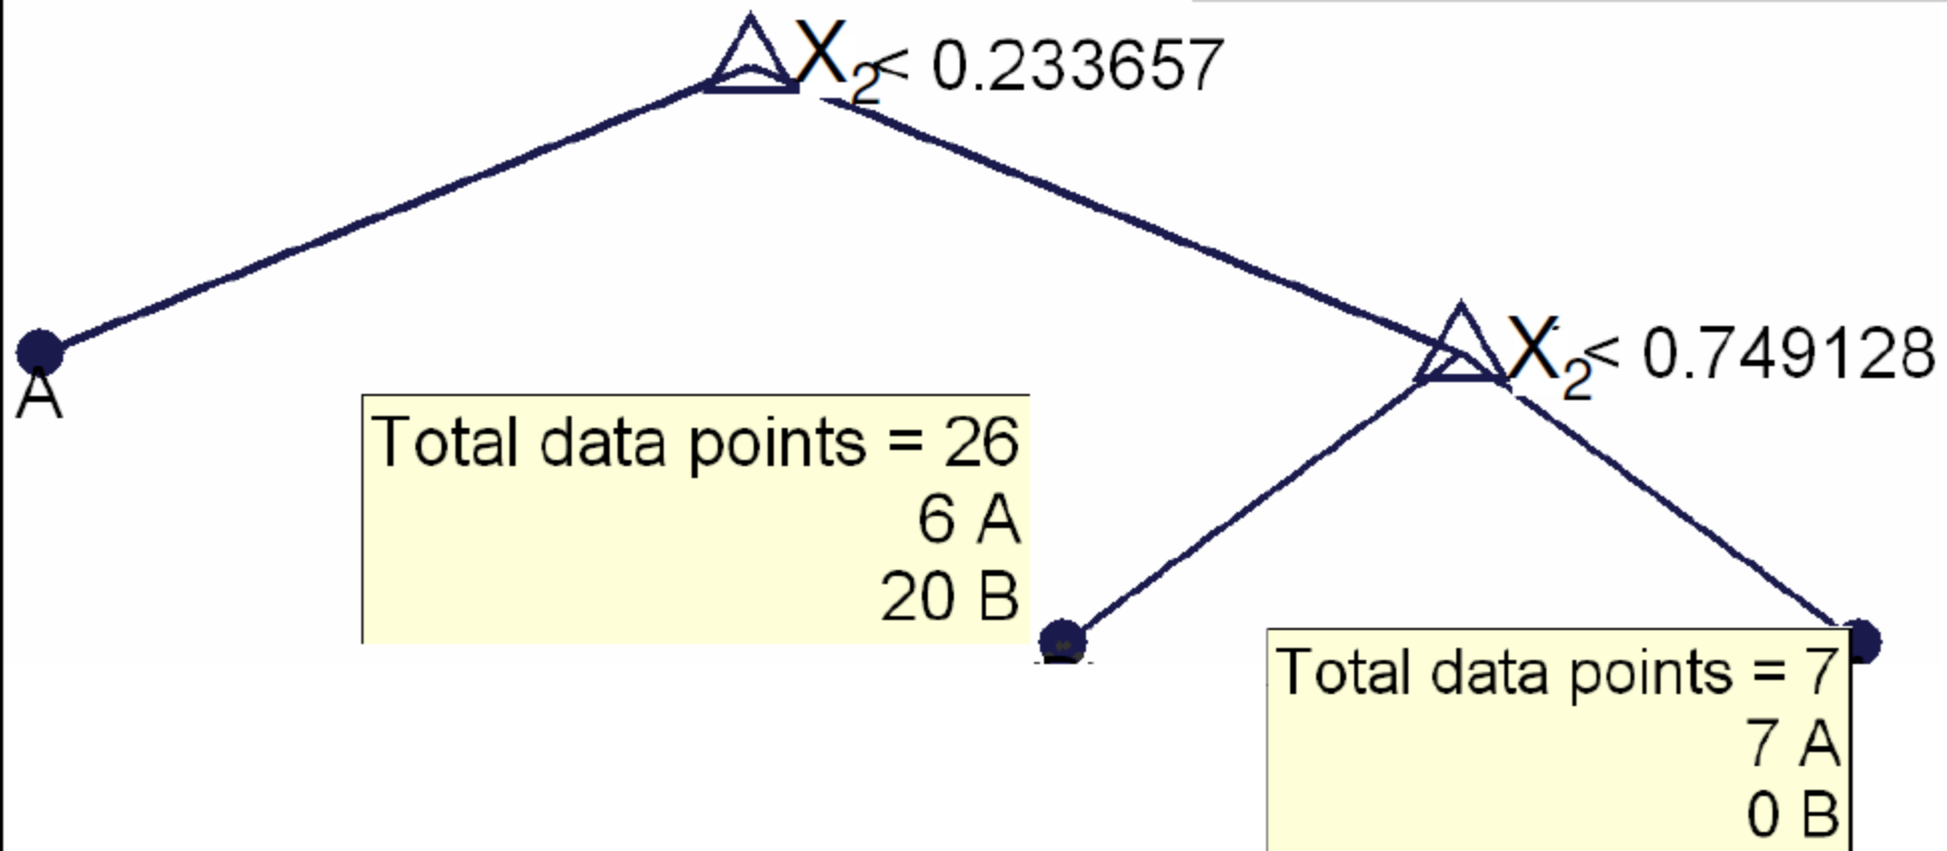 X₂< 0.233657
X₂< 0.749128
A
Total data points = 26
6 A
20 B
Total data points = 7
7 A
0 B